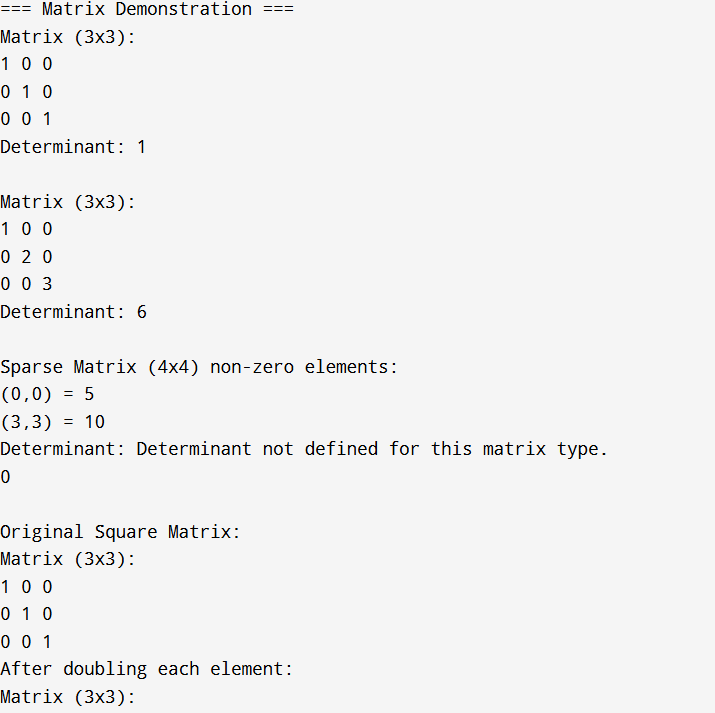 === Matrix Demonstration ===
Matrix (3x3):
1 0 0
0 1 0
0 0 1
Determinant: 1

Matrix (3x3):
1 0 0
0 2 0
0 0 3
Determinant: 6

Sparse Matrix (4x4) non-zero elements:
(0,0) = 5
(3,3) = 10
Determinant: Determinant not defined for this matrix type.
0

Original Square Matrix:
Matrix (3x3):
1 0 0
0 1 0
0 0 1
After doubling each element:
Matrix (3x3):